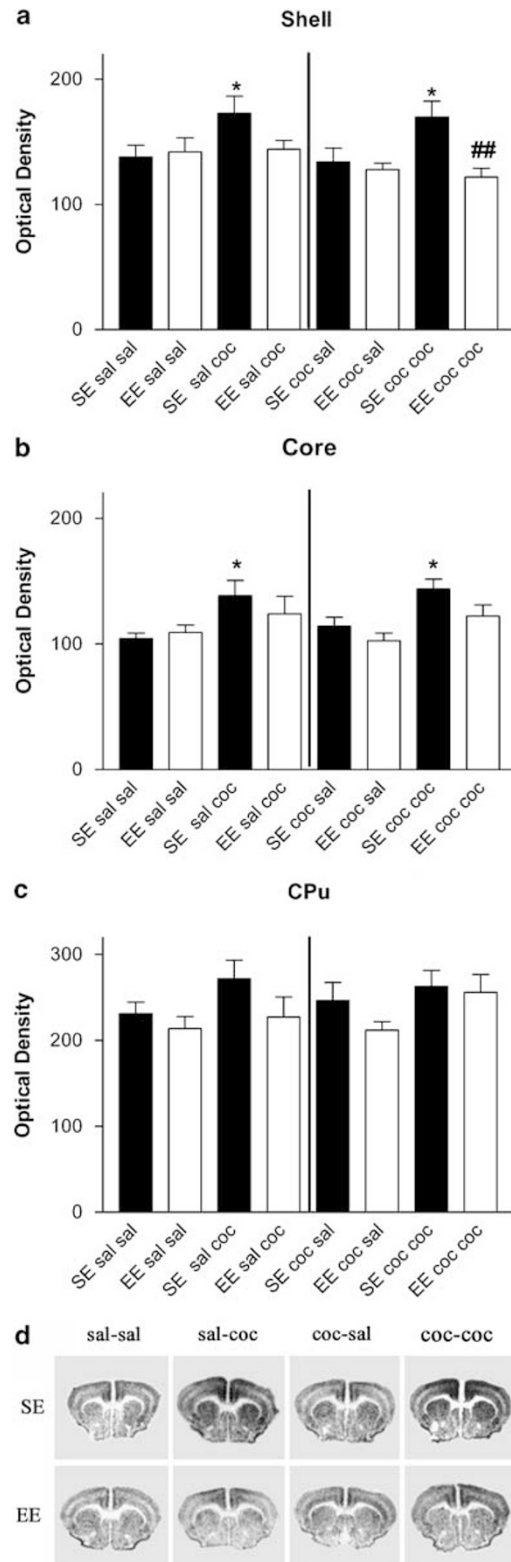 a
Shell
Optical Density
200
100
0
*
*
##
SE sal sal
EE sal sal
SE sal coc
EE sal coc
SE coc sal
EE coc sal
SE coc coc
EE coc coc
b
Core
Optical Density
200
100
0
*
*
SE sal sal
EE sal sal
SE sal coc
EE sal coc
SE coc sal
EE coc sal
SE coc coc
EE coc coc
c
CPu
Optical Density
300
200
100
0
SE sal sal
EE sal sal
SE sal coc
EE sal coc
SE coc sal
EE coc sal
SE coc coc
EE coc coc
d
sal-sal sal-coc coc-sal coc-coc
SE
EE